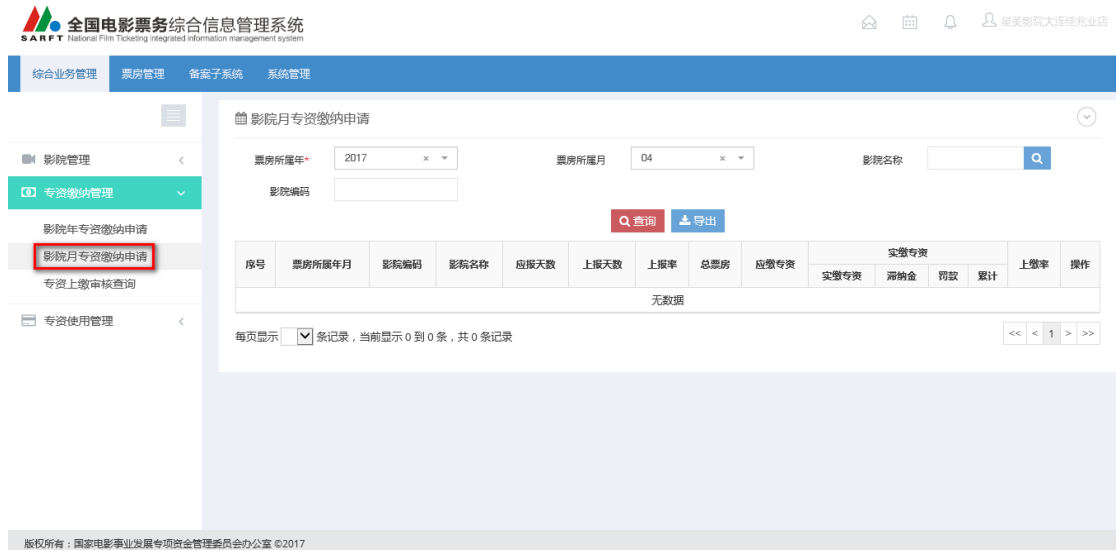 全国电影票务综合信息管理系统
SARFT National Film Ticketing integrated information management system
星美影院大连佳兆业店
综合业务管理 票房管理 备案子系统 系统管理
影院月专资缴纳申请
影院管理
专资缴纳管理
影院年专资缴纳申请
影院月专资缴纳申请
专资上缴审核查询
专资使用管理
票房所属年* 2017 × 票房所属月 04 × 影院名称
影院编码
查询 导出
序号 票房所属年月 影院编码 影院名称 应报天数 上报天数 上报率 总票房 应缴专资 实缴专资 上缴率 操作
实缴专资 滞纳金 罚款 累计
无数据
每页显示 条记录，当前显示 0 到 0 条，共 0 条记录
<< < 1 > >>
版权所有：国家电影事业发展专项资金管理委员会办公室 ©2017